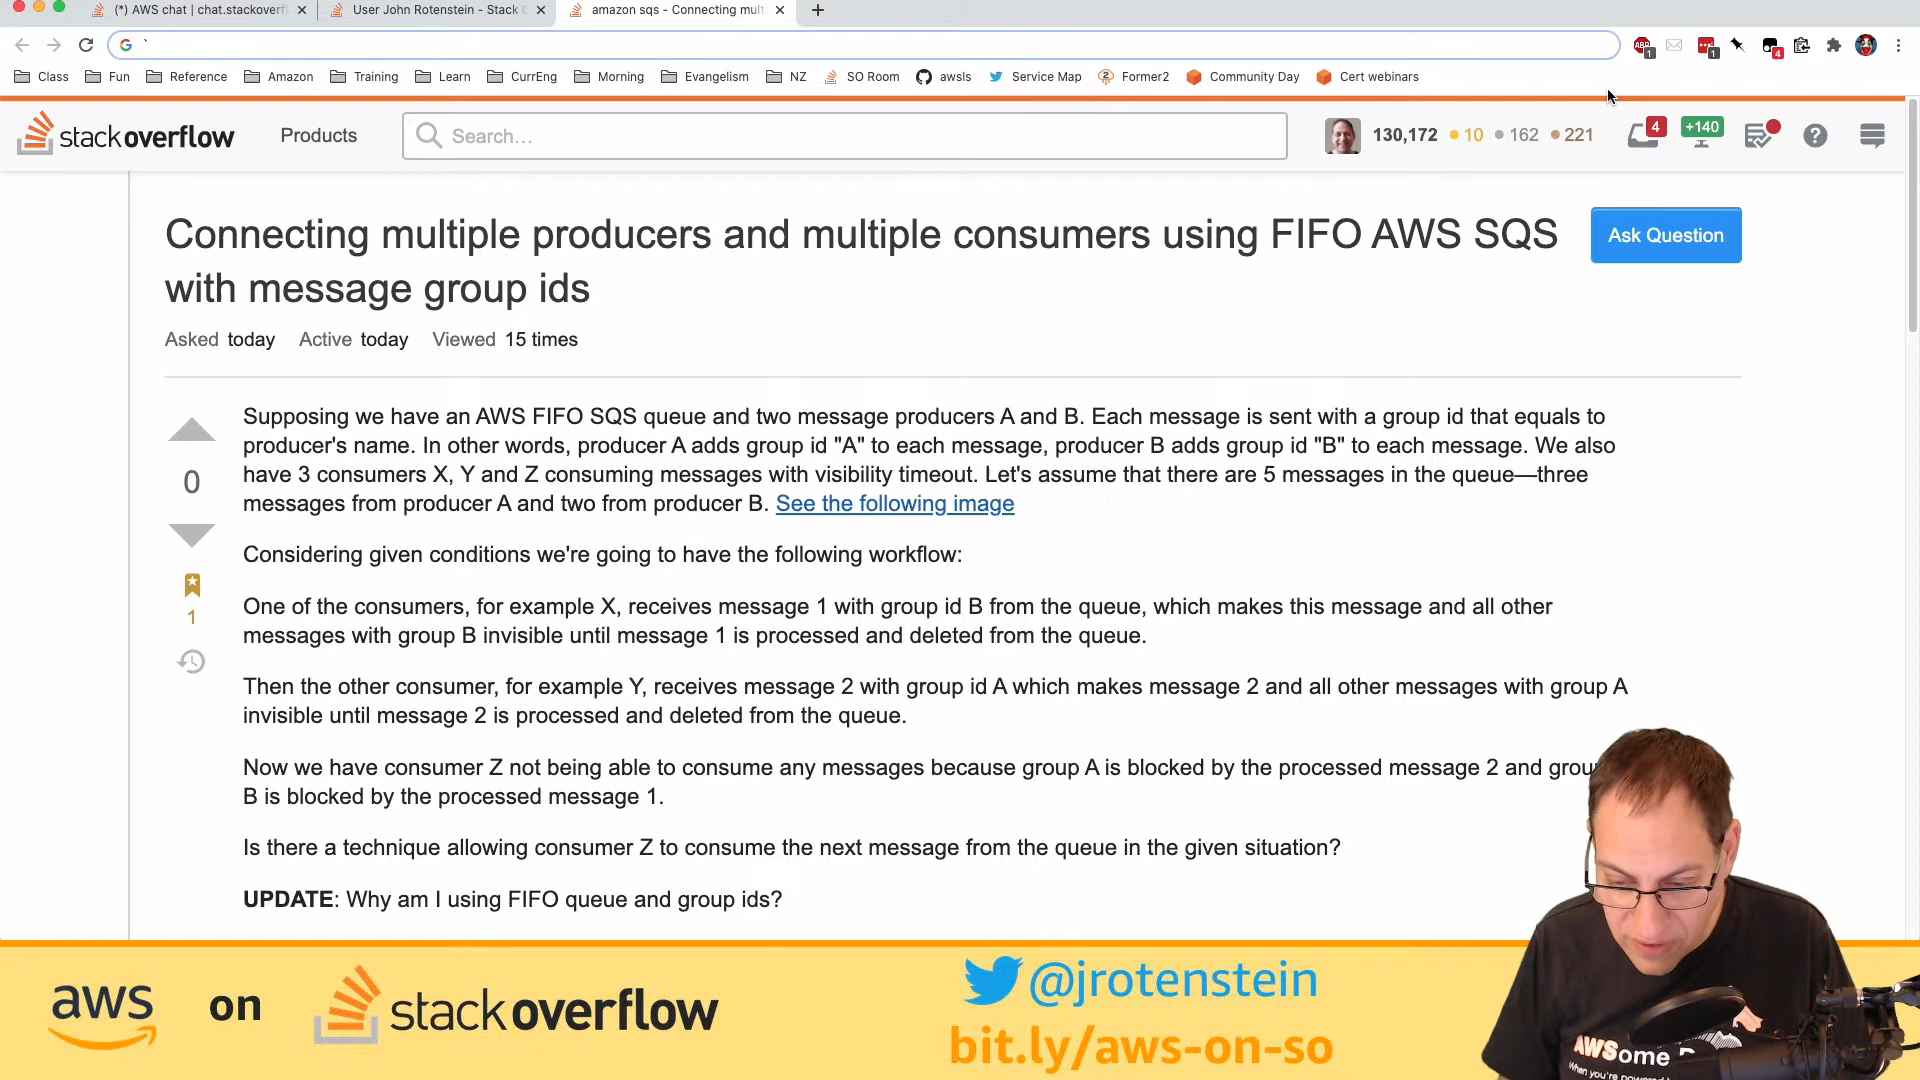 (*) AWS chat | chat.stackoverfl
User John Rotenstein - Stack O
amazon sqs - Connecting mult
`
Class
Fun
Reference
Amazon
Training
Learn
CurrEng
Morning
Evangelism
NZ
SO Room
awsls
Service Map
Former2
Community Day
Cert webinars
stackoverflow
Products
Search...
130,172
10
162
221
4
+140
Connecting multiple producers and multiple consumers using FIFO AWS SQS
with message group ids
Ask Question
Asked today Active today Viewed 15 times
Supposing we have an AWS FIFO SQS queue and two message producers A and B. Each message is sent with a group id that equals to
producer's name. In other words, producer A adds group id "A" to each message, producer B adds group id "B" to each message. We also
have 3 consumers X, Y and Z consuming messages with visibility timeout. Let's assume that there are 5 messages in the queue—three
messages from producer A and two from producer B. See the following image
0
Considering given conditions we're going to have the following workflow:
One of the consumers, for example X, receives message 1 with group id B from the queue, which makes this message and all other
messages with group B invisible until message 1 is processed and deleted from the queue.
1
Then the other consumer, for example Y, receives message 2 with group id A which makes message 2 and all other messages with group A
invisible until message 2 is processed and deleted from the queue.
Now we have consumer Z not being able to consume any messages because group A is blocked by the processed message 2 and grou
B is blocked by the processed message 1.
Is there a technique allowing consumer Z to consume the next message from the queue in the given situation?
UPDATE: Why am I using FIFO queue and group ids?
aws on stackoverflow
@jrotenstein
bit.ly/aws-on-so
AWSome D
When you're powered